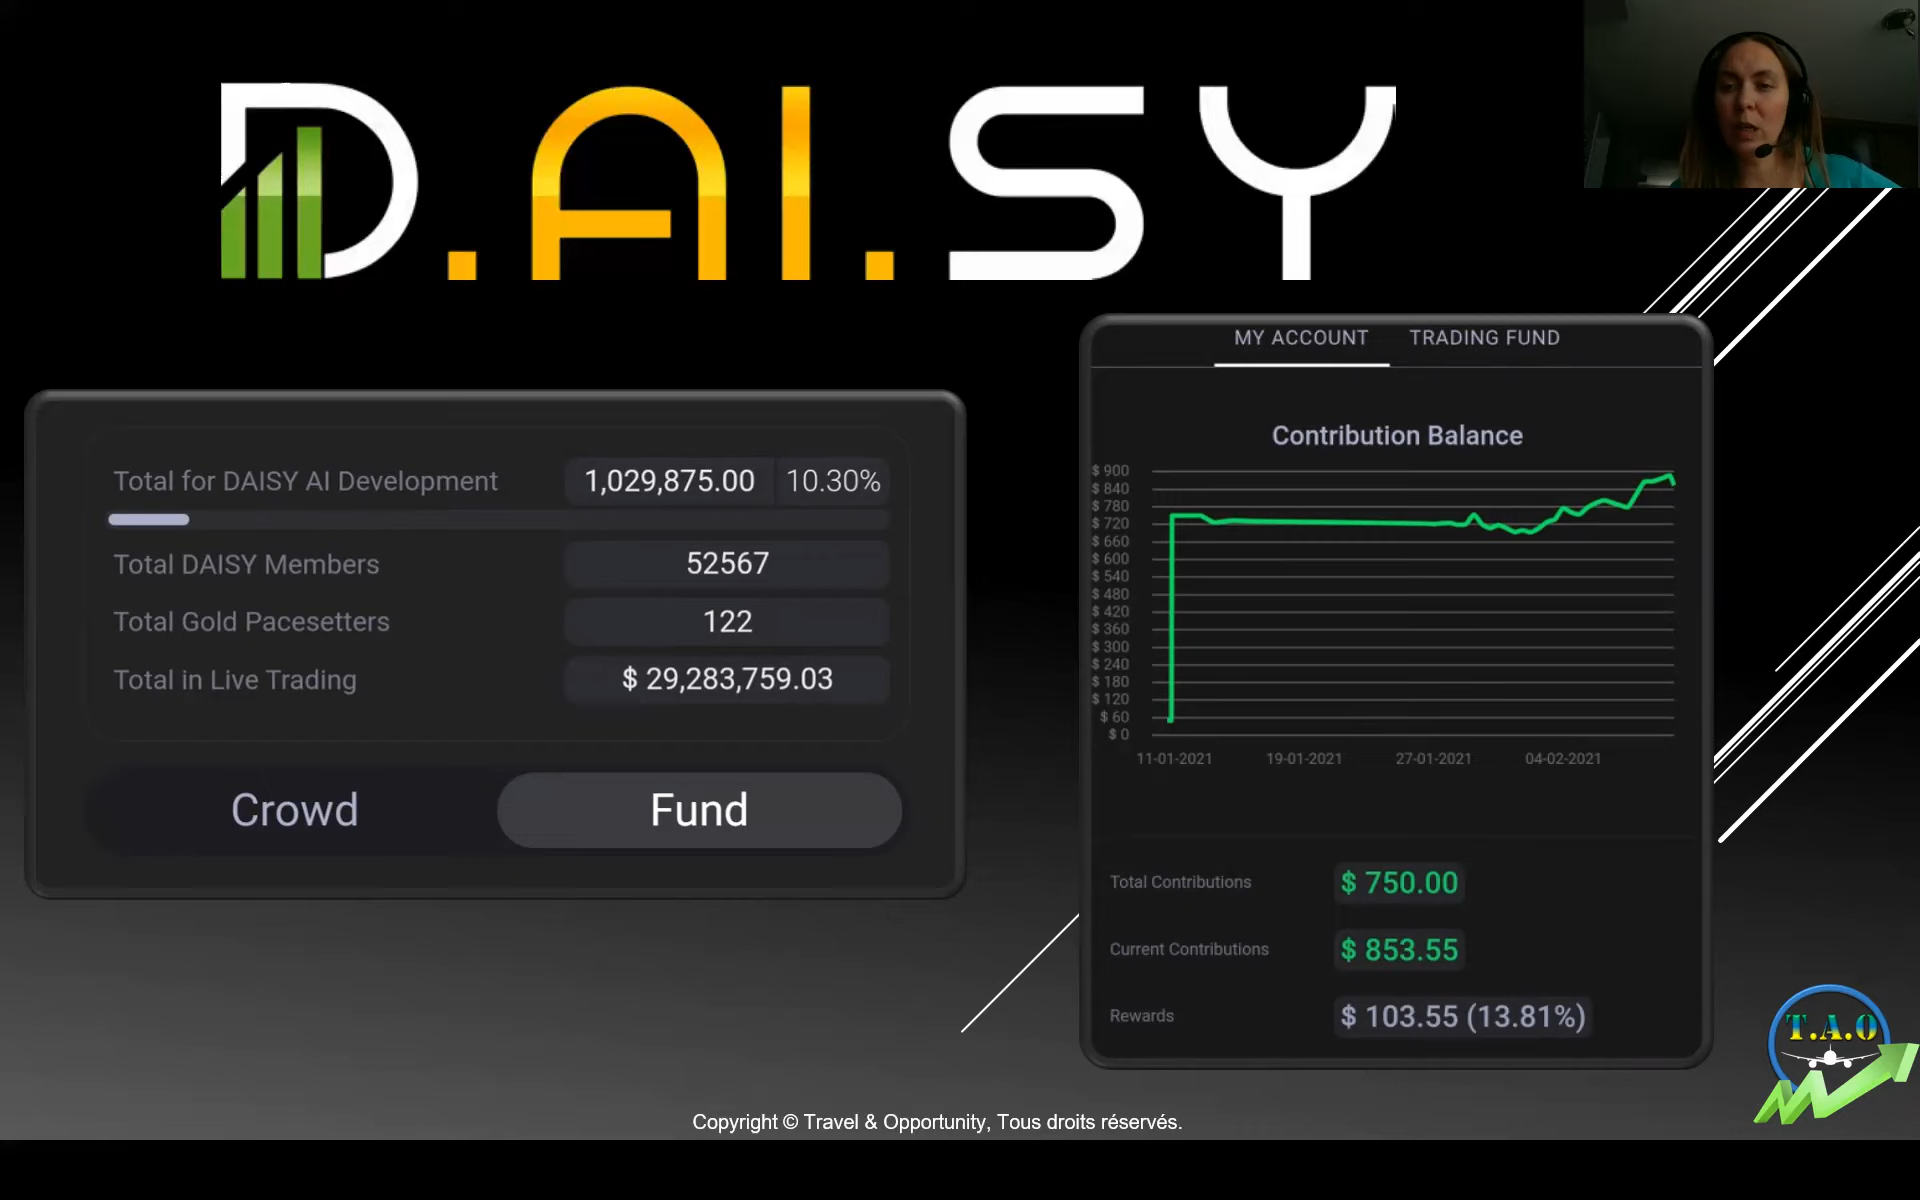 D.AI.SY
Total for DAISY AI Development 1,029,875.00 10.30%
Total DAISY Members 52567
Total Gold Pacesetters 122
Total in Live Trading $ 29,283,759.03
Crowd Fund
MY ACCOUNT TRADING FUND
Contribution Balance
$ 900
$ 840
$ 780
$ 720
$ 660
$ 600
$ 540
$ 480
$ 420
$ 360
$ 300
$ 240
$ 180
$ 120
$ 60
$ 0
11-01-2021 19-01-2021 27-01-2021 04-02-2021
Total Contributions $ 750.00
Current Contributions $ 853.55
Rewards $ 103.55 (13.81%)
T.A.O
Copyright © Travel & Opportunity, Tous droits réservés.